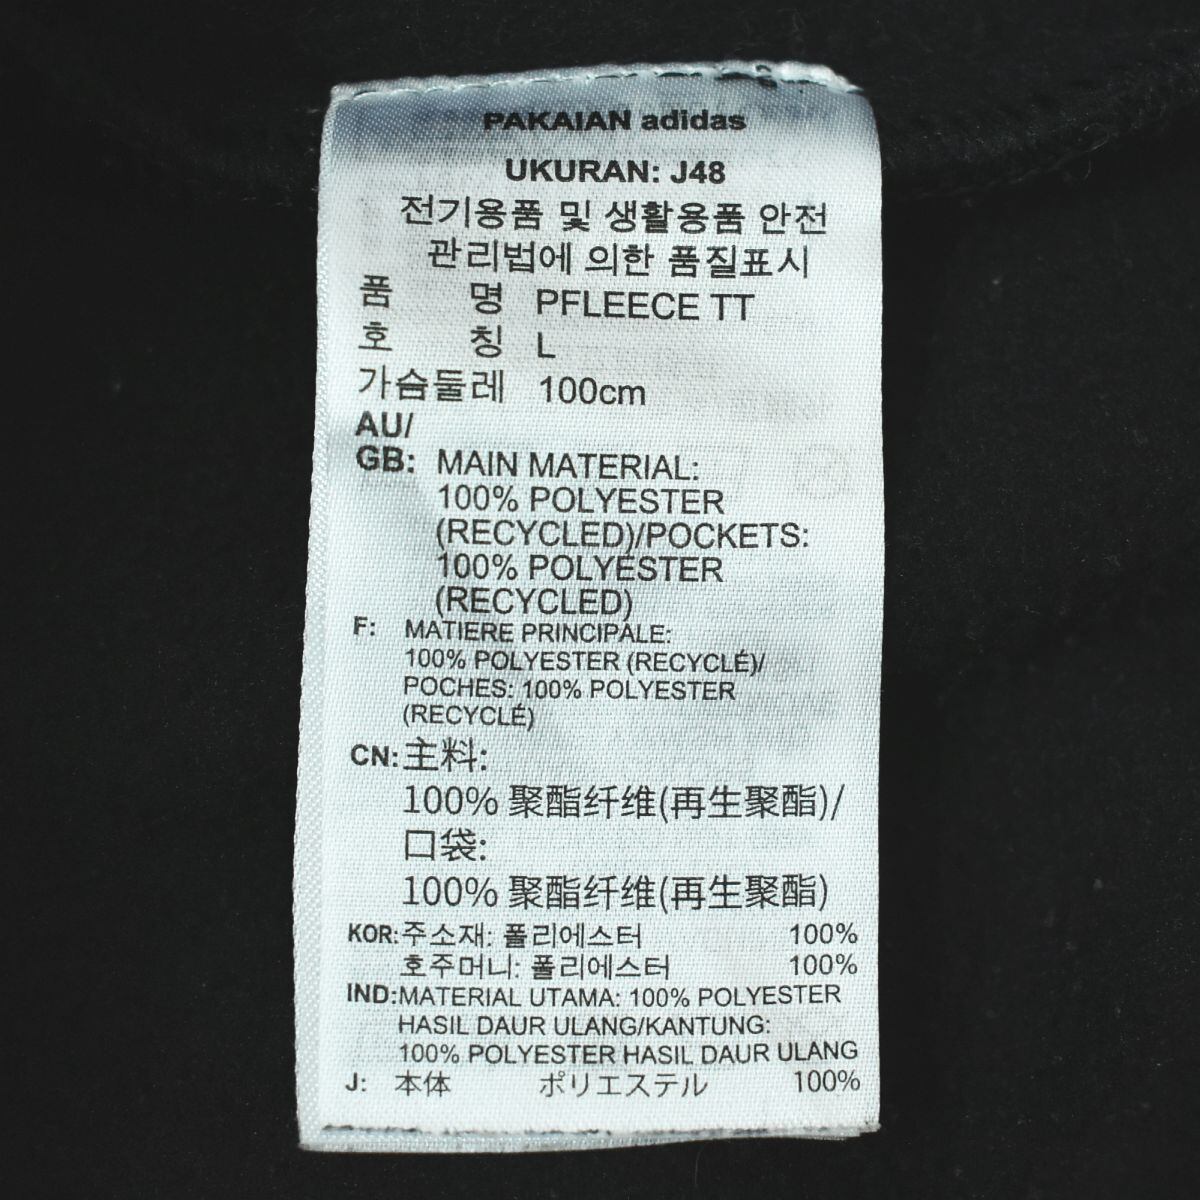 PAKAIAN adidas
UKURAN: J48
전기용품 및 생활용품 안전
관리법에 의한 품질표시
품 명 PFLEECE TT
호 칭 L
가슴둘레 100cm
AU/
GB: MAIN MATERIAL:
100% POLYESTER
(RECYCLED)/POCKETS:
100% POLYESTER
(RECYCLED)
F: MATIERE PRINCIPALE:
100% POLYESTER (RECYCLÉ)/
POCHES: 100% POLYESTER
(RECYCLÉ)
CN: 主料:
100% 聚酯纤维(再生聚酯)/
口袋:
100% 聚酯纤维(再生聚酯)
KOR: 주소재: 폴리에스터 100%
호주머니: 폴리에스터 100%
IND: MATERIAL UTAMA: 100% POLYESTER
HASIL DAUR ULANG/KANTUNG:
100% POLYESTER HASIL DAUR ULANG
J: 本体 ポリエステル 100%